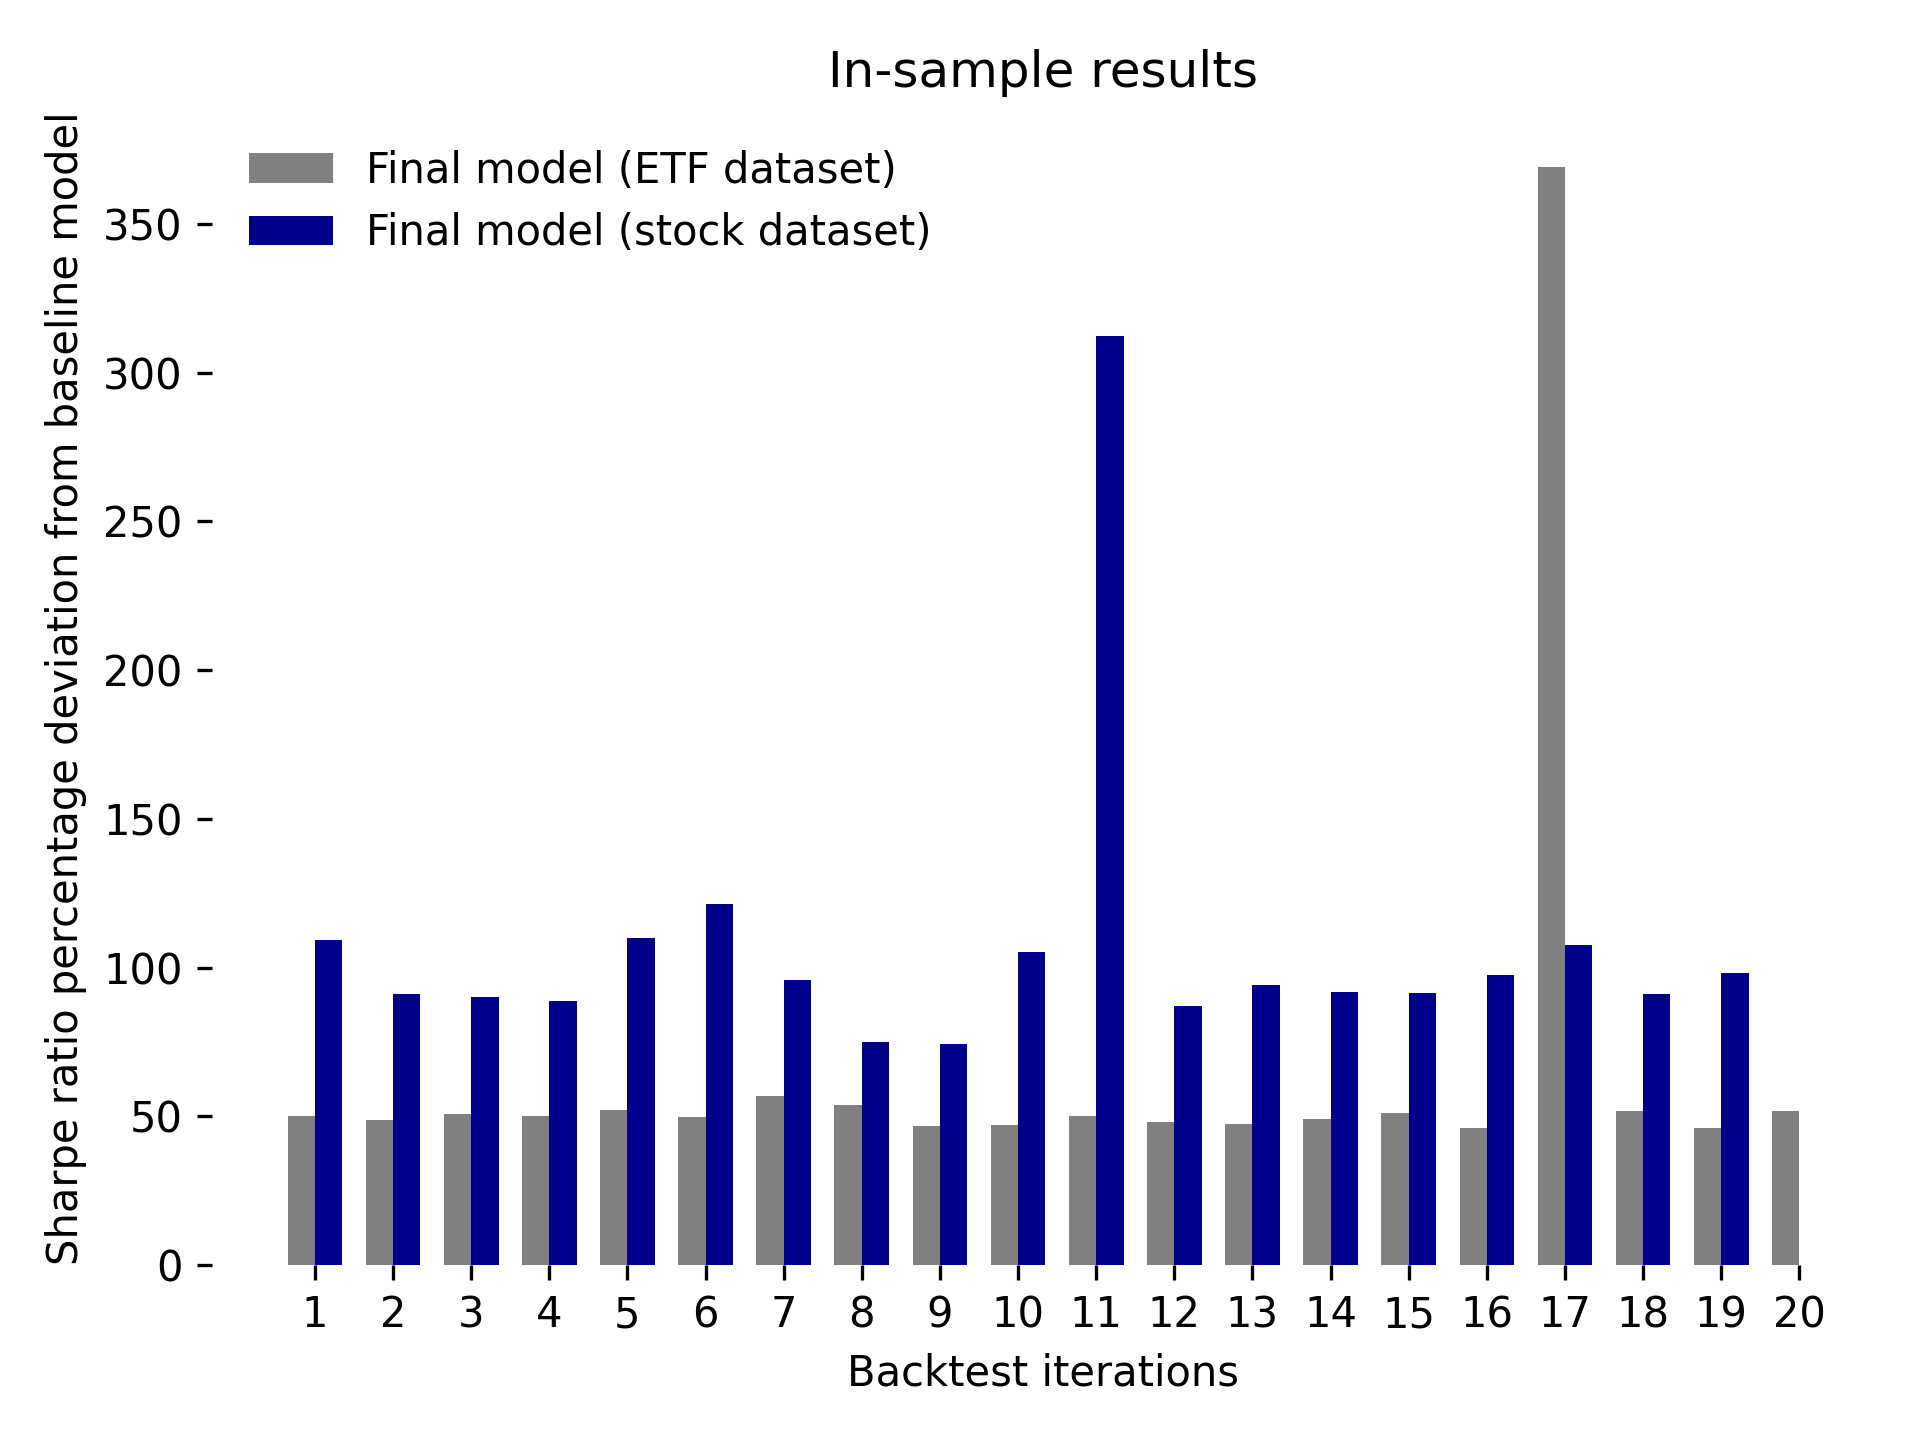 In-sample results
Final model (ETF dataset)
Final model (stock dataset)
Sharpe ratio percentage deviation from baseline model
350
300
250
200
150
100
50
0
1 2 3 4 5 6 7 8 9 10 11 12 13 14 15 16 17 18 19 20
Backtest iterations